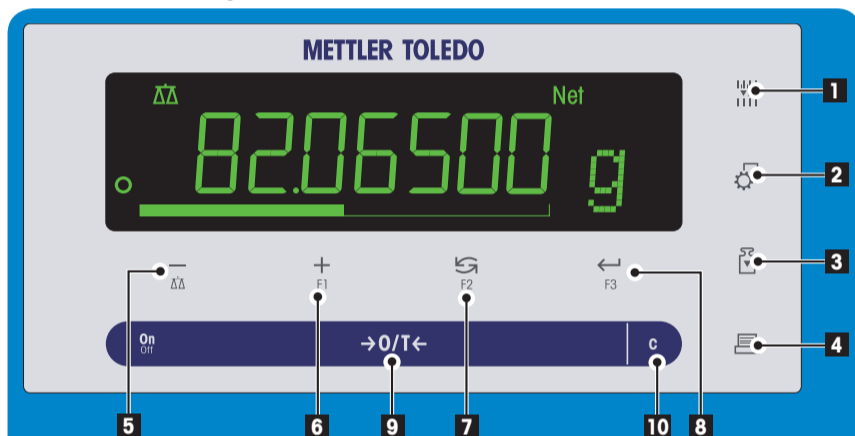 METTLER TOLEDO
Net
82.06500 g
1
2
3
4
F1
F2
F3
On
Off
→0/T←
c
5
6
9
7
10
8